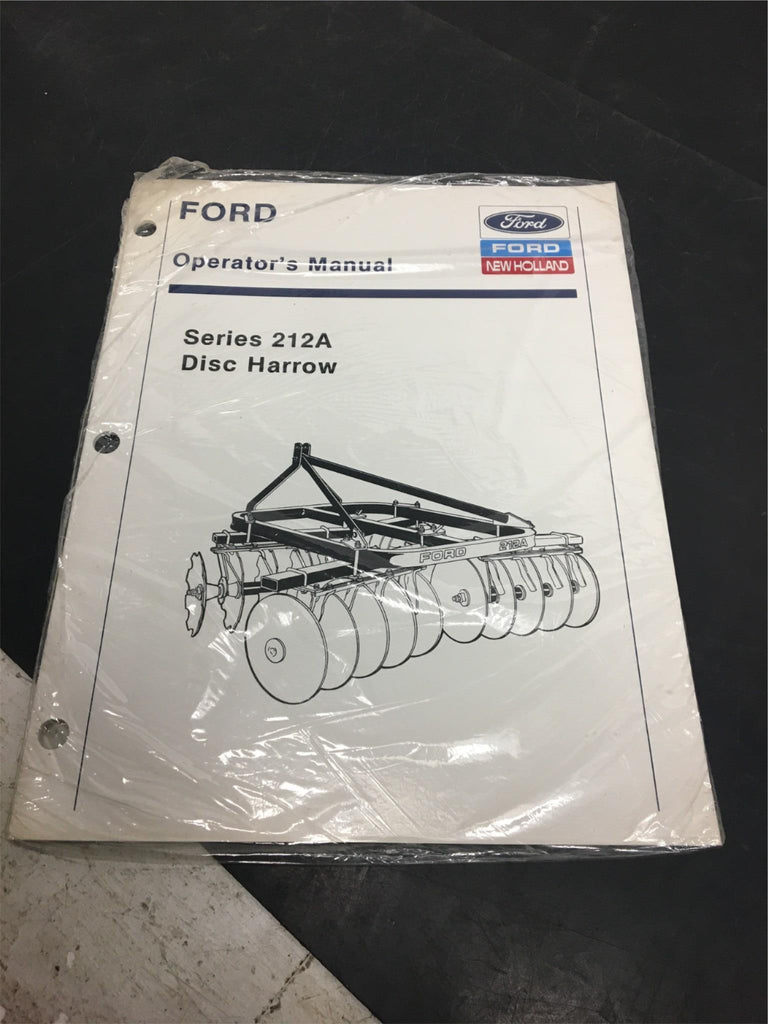 FORD
Ford
FORD
NEW HOLLAND
Operator's Manual
Series 212A
Disc Harrow
FORD 212A